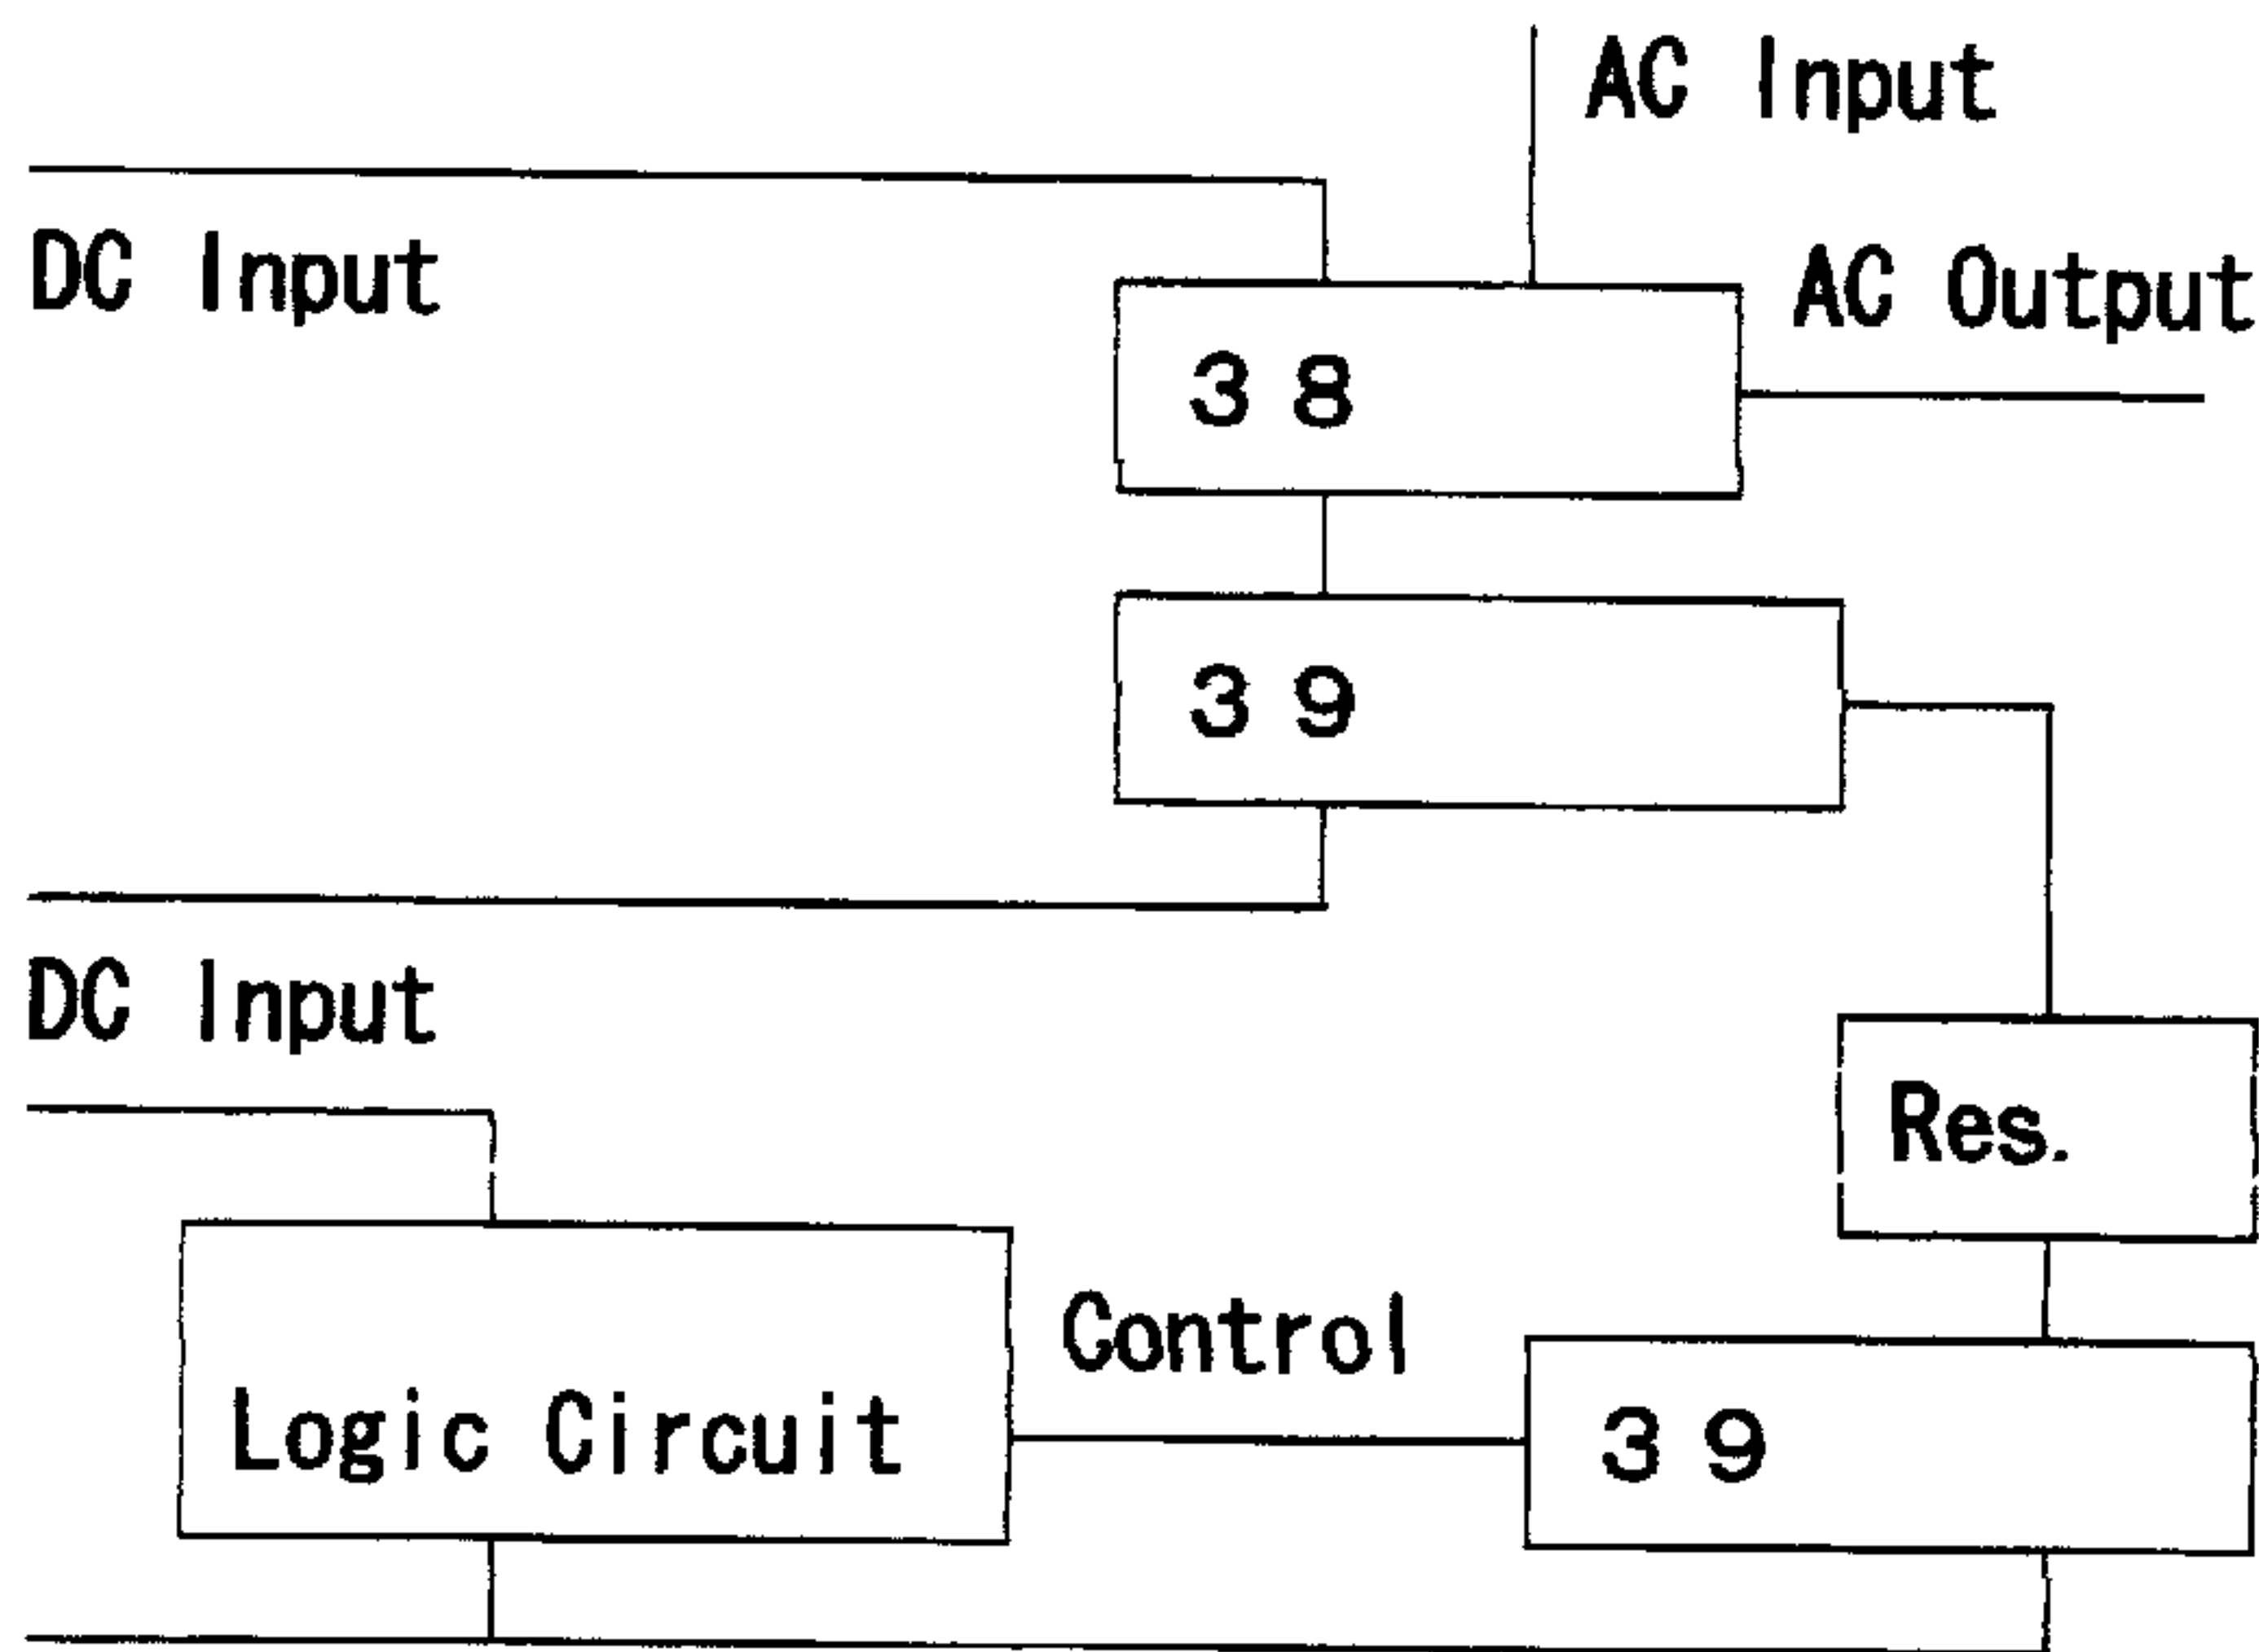 AC Input
DC Input
AC Output
３８
３９
DC Input
Res.
Control
Logic Circuit
３９